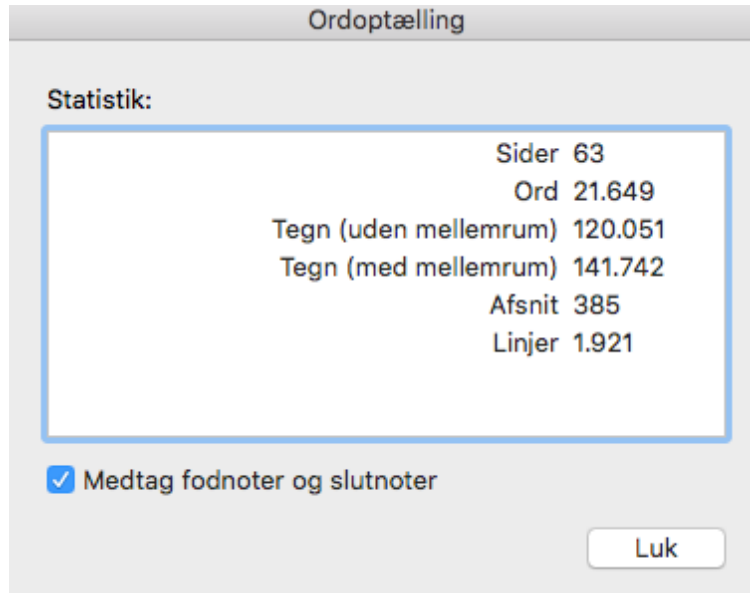 Ordoptælling
Statistik:
Sider 63
Ord 21.649
Tegn (uden mellemrum) 120.051
Tegn (med mellemrum) 141.742
Afsnit 385
Linjer 1.921
Medtag fodnoter og slutnoter
Luk